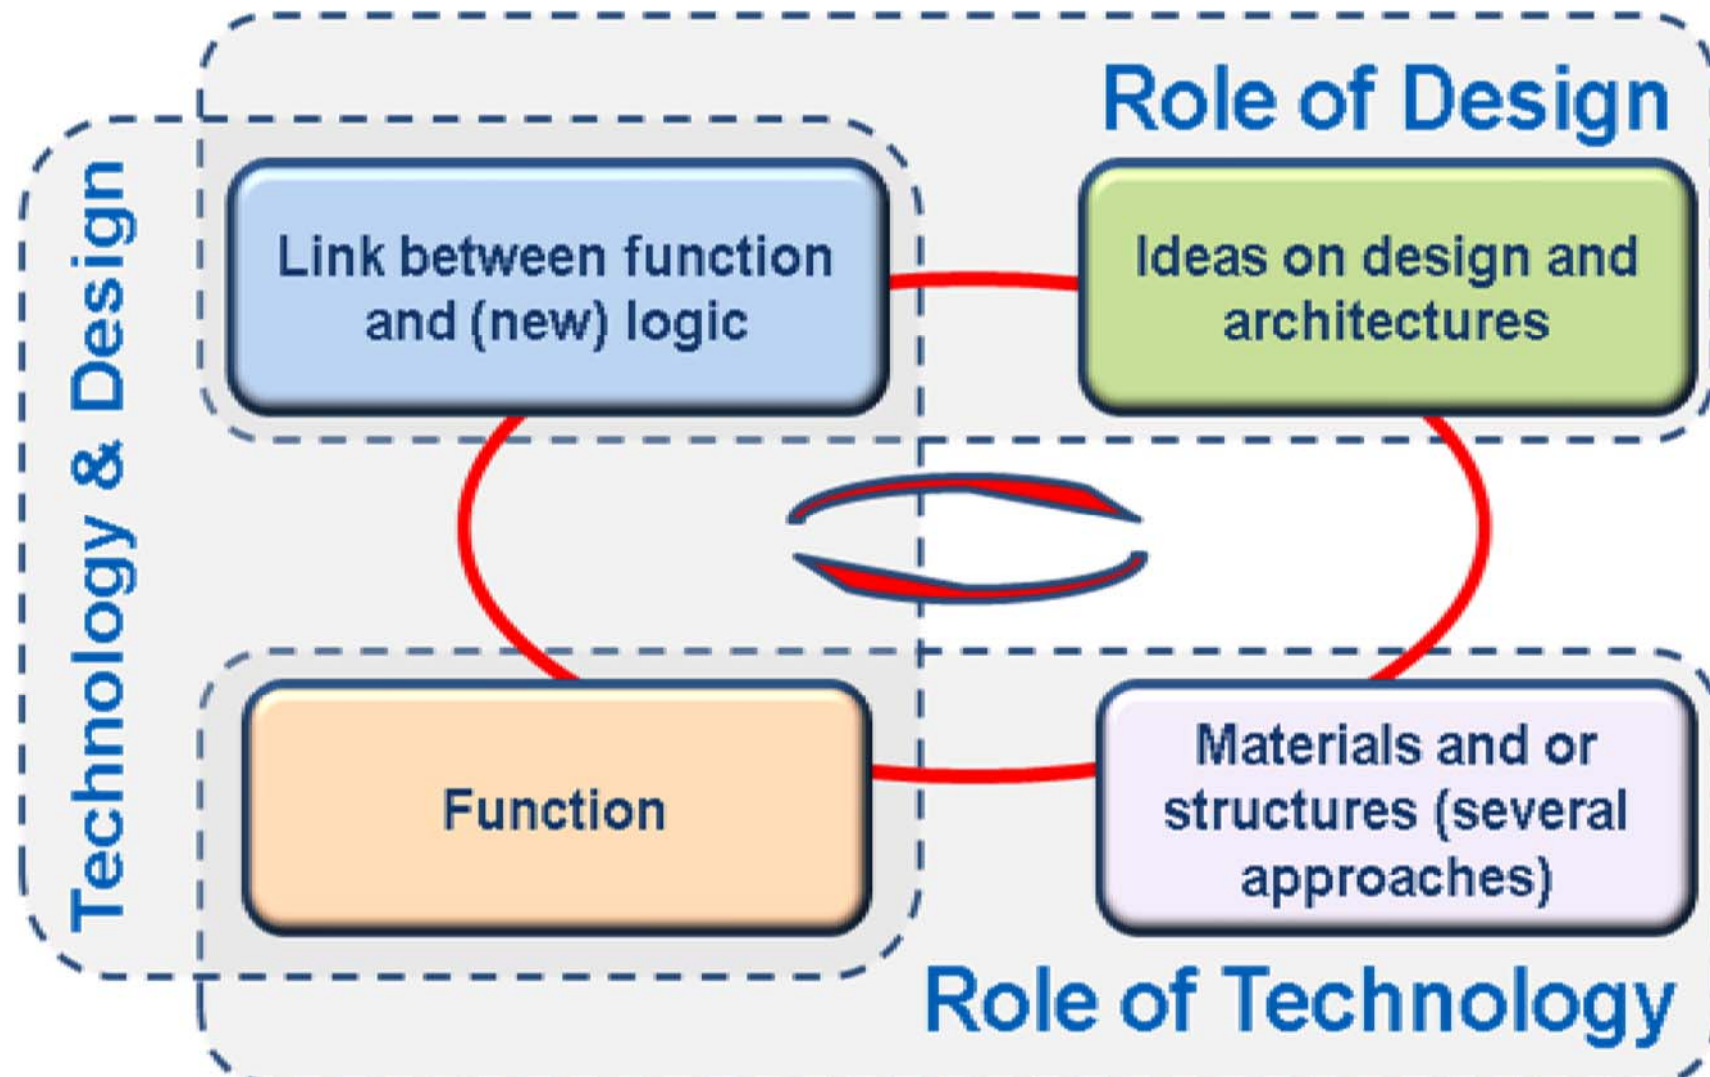 Role of Design
Technology & Design
Link between function
and (new) logic
Ideas on design and
architectures
Function
Materials and or
structures (several
approaches)
Role of Technology